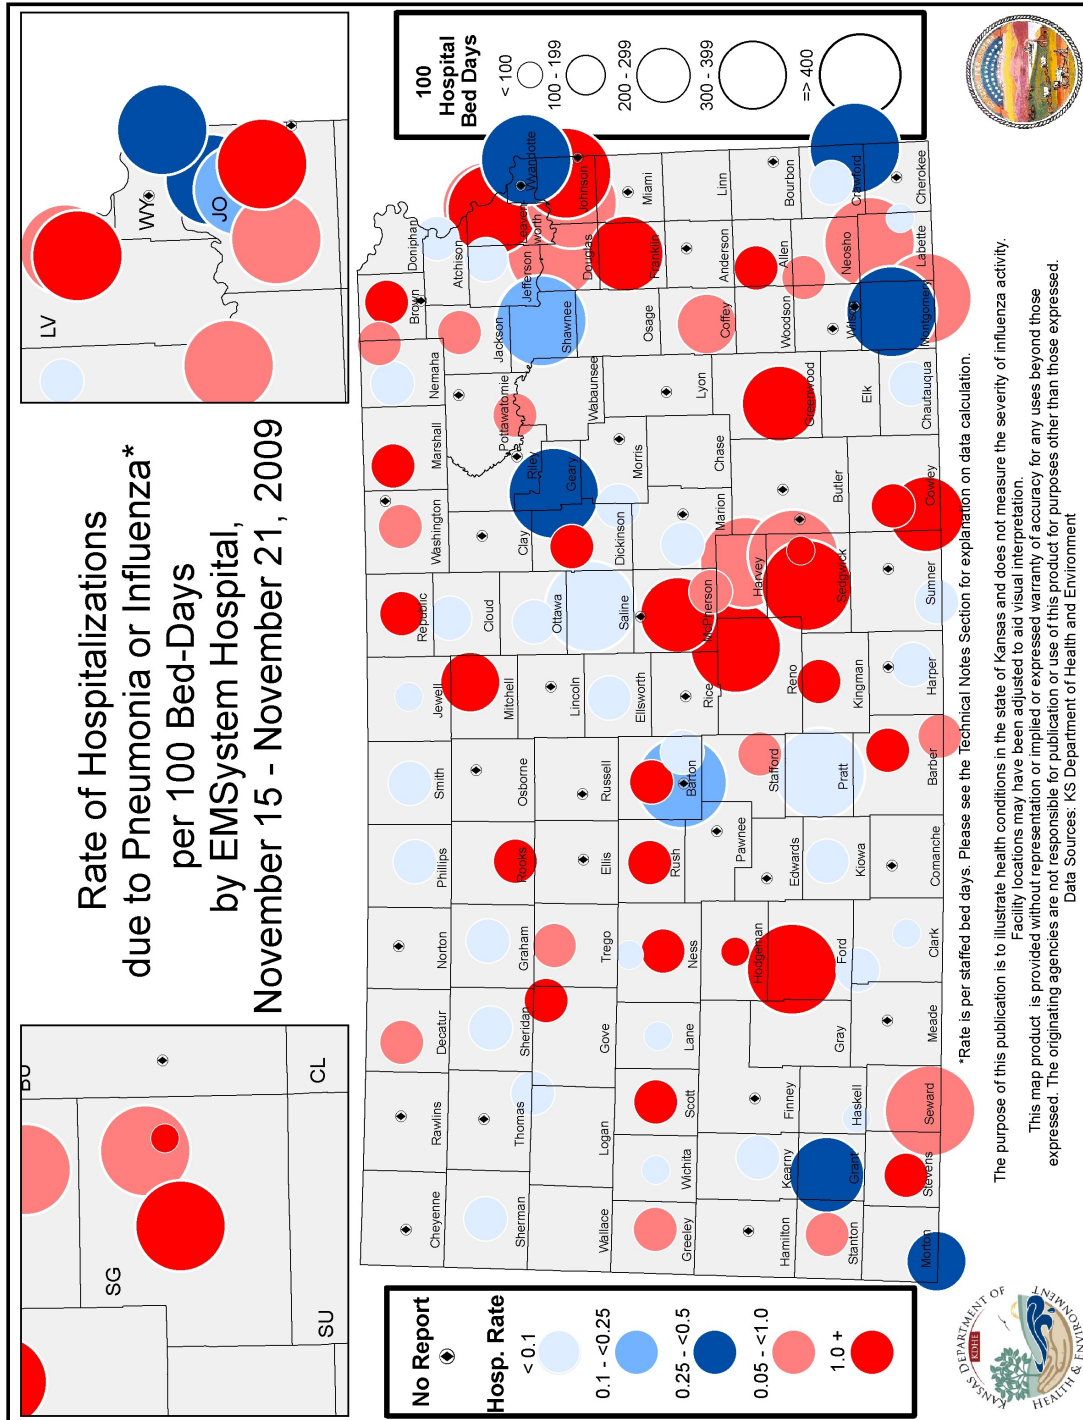 Rate of Hospitalizations
due to Pneumonia or Influenza*
per 100 Bed-Days
by EMSystem Hospital,
November 15 - November 21, 2009
BU
SG
CL
SU
LV
WY
JO
No Report
Hosp. Rate
< 0.1
0.1 - <0.25
0.25 - <0.5
0.05 - <1.0
1.0 +
100
Hospital
Bed Days
< 100
100 - 199
200 - 299
300 - 399
=> 400
Cheyenne
Rawlins
Decatur
Norton
Phillips
Smith
Jewell
Republic
Washington
Marshall
Nemaha
Brown
Doniphan
Sherman
Thomas
Sheridan
Graham
Rooks
Osborne
Mitchell
Cloud
Clay
Riley
Pottawatomie
Jackson
Atchison
Jefferson
Leaven
worth
Wyandotte
Wallace
Logan
Gove
Trego
Ellis
Russell
Lincoln
Ottawa
Saline
Dickinson
Geary
Morris
Wabaunsee
Shawnee
Osage
Douglas
Johnson
Greeley
Wichita
Scott
Lane
Ness
Rush
Barton
Ellsworth
Rice
McPherson
Marion
Chase
Lyon
Coffey
Franklin
Miami
Anderson
Linn
Hamilton
Kearny
Finney
Hodgeman
Pawnee
Edwards
Stafford
Reno
Harvey
Sedgwick
Butler
Greenwood
Woodson
Allen
Bourbon
Stanton
Grant
Haskell
Gray
Ford
Kiowa
Pratt
Kingman
Elk
Wilson
Neosho
Crawford
Morton
Stevens
Seward
Meade
Clark
Comanche
Barber
Harper
Sumner
Cowley
Chautauqua
Montgomery
Labette
Cherokee
*Rate is per staffed bed days. Please see the Technical Notes Section for explanation on data calculation.
The purpose of this publication is to illustrate health conditions in the state of Kansas and does not measure the severity of influenza activity.
Facility locations may have been adjusted to aid visual interpretation.
This map product is provided without representation or implied or expressed warranty of accuracy for any uses beyond those
expressed. The originating agencies are not responsible for publication or use of this product for purposes other than those expressed.
Data Sources: KS Department of Health and Environment
KANSAS DEPARTMENT OF
HEALTH & ENVIRONMENT
KDHE